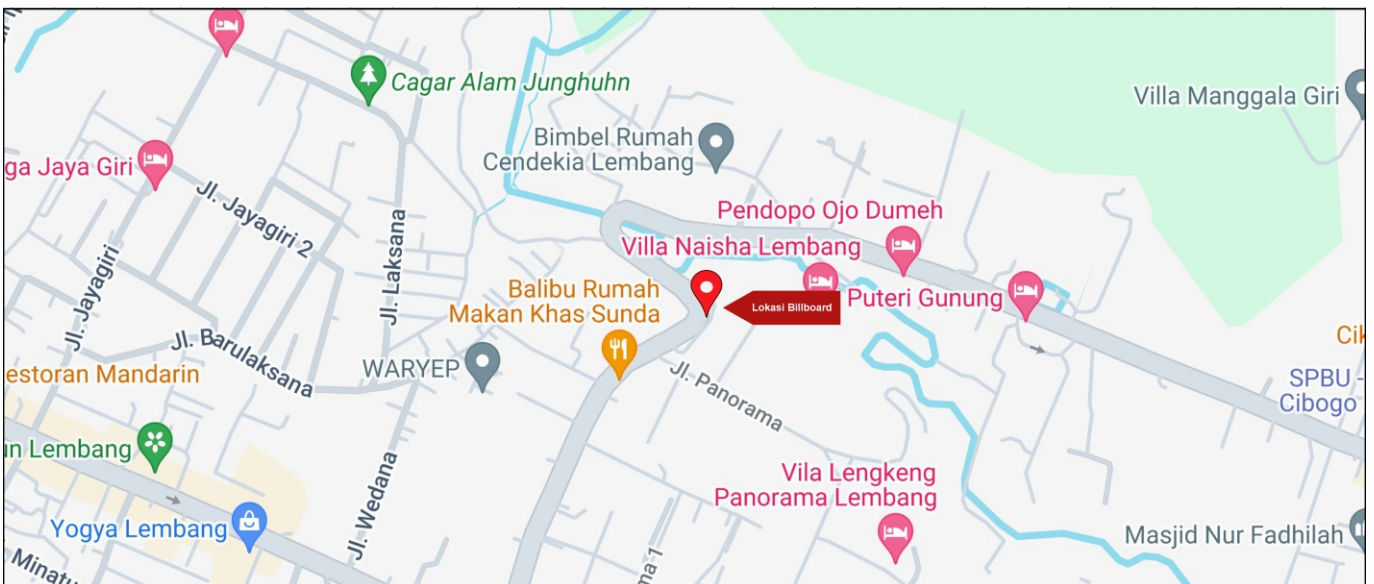 Cagar Alam Junghuhn
Villa Manggala Giri
Bimbel Rumah
Cendekia Lembang
ga Jaya Giri
Jl. Jayagiri 2
Pendopo Ojo Dumeh
Jl. Laksana
Villa Naisha Lembang
Jl. Jayagiri
Balibu Rumah
Makan Khas Sunda
Lokasi Billboard
Puteri Gunung
Jl. Barulaksana
WARYEP
Cik
estoran Mandarin
Jl. Panorama
SPBU -
Cibogo
un Lembang
Jl. Wedana
Vila Lengkeng
Panorama Lembang
Yogya Lembang
Masjid Nur Fadhilah
Minatu
ma 1